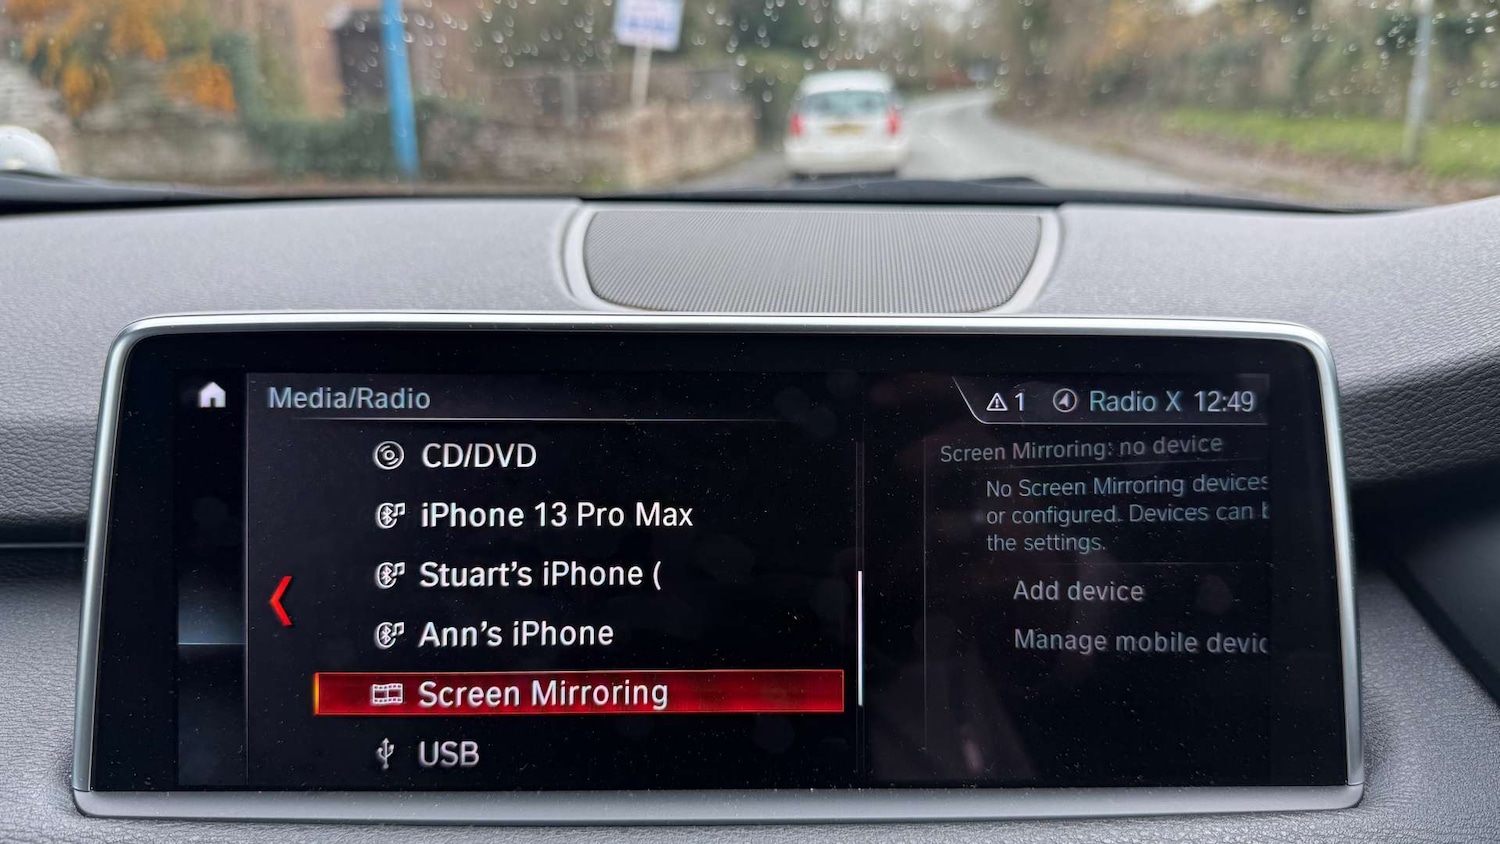 Media/Radio
1 Radio X 12:49
CD/DVD
iPhone 13 Pro Max
Stuart's iPhone (
Ann's iPhone
Screen Mirroring
USB
Screen Mirroring: no device
No Screen Mirroring devices
or configured. Devices can
the settings.
Add device
Manage mobile devic